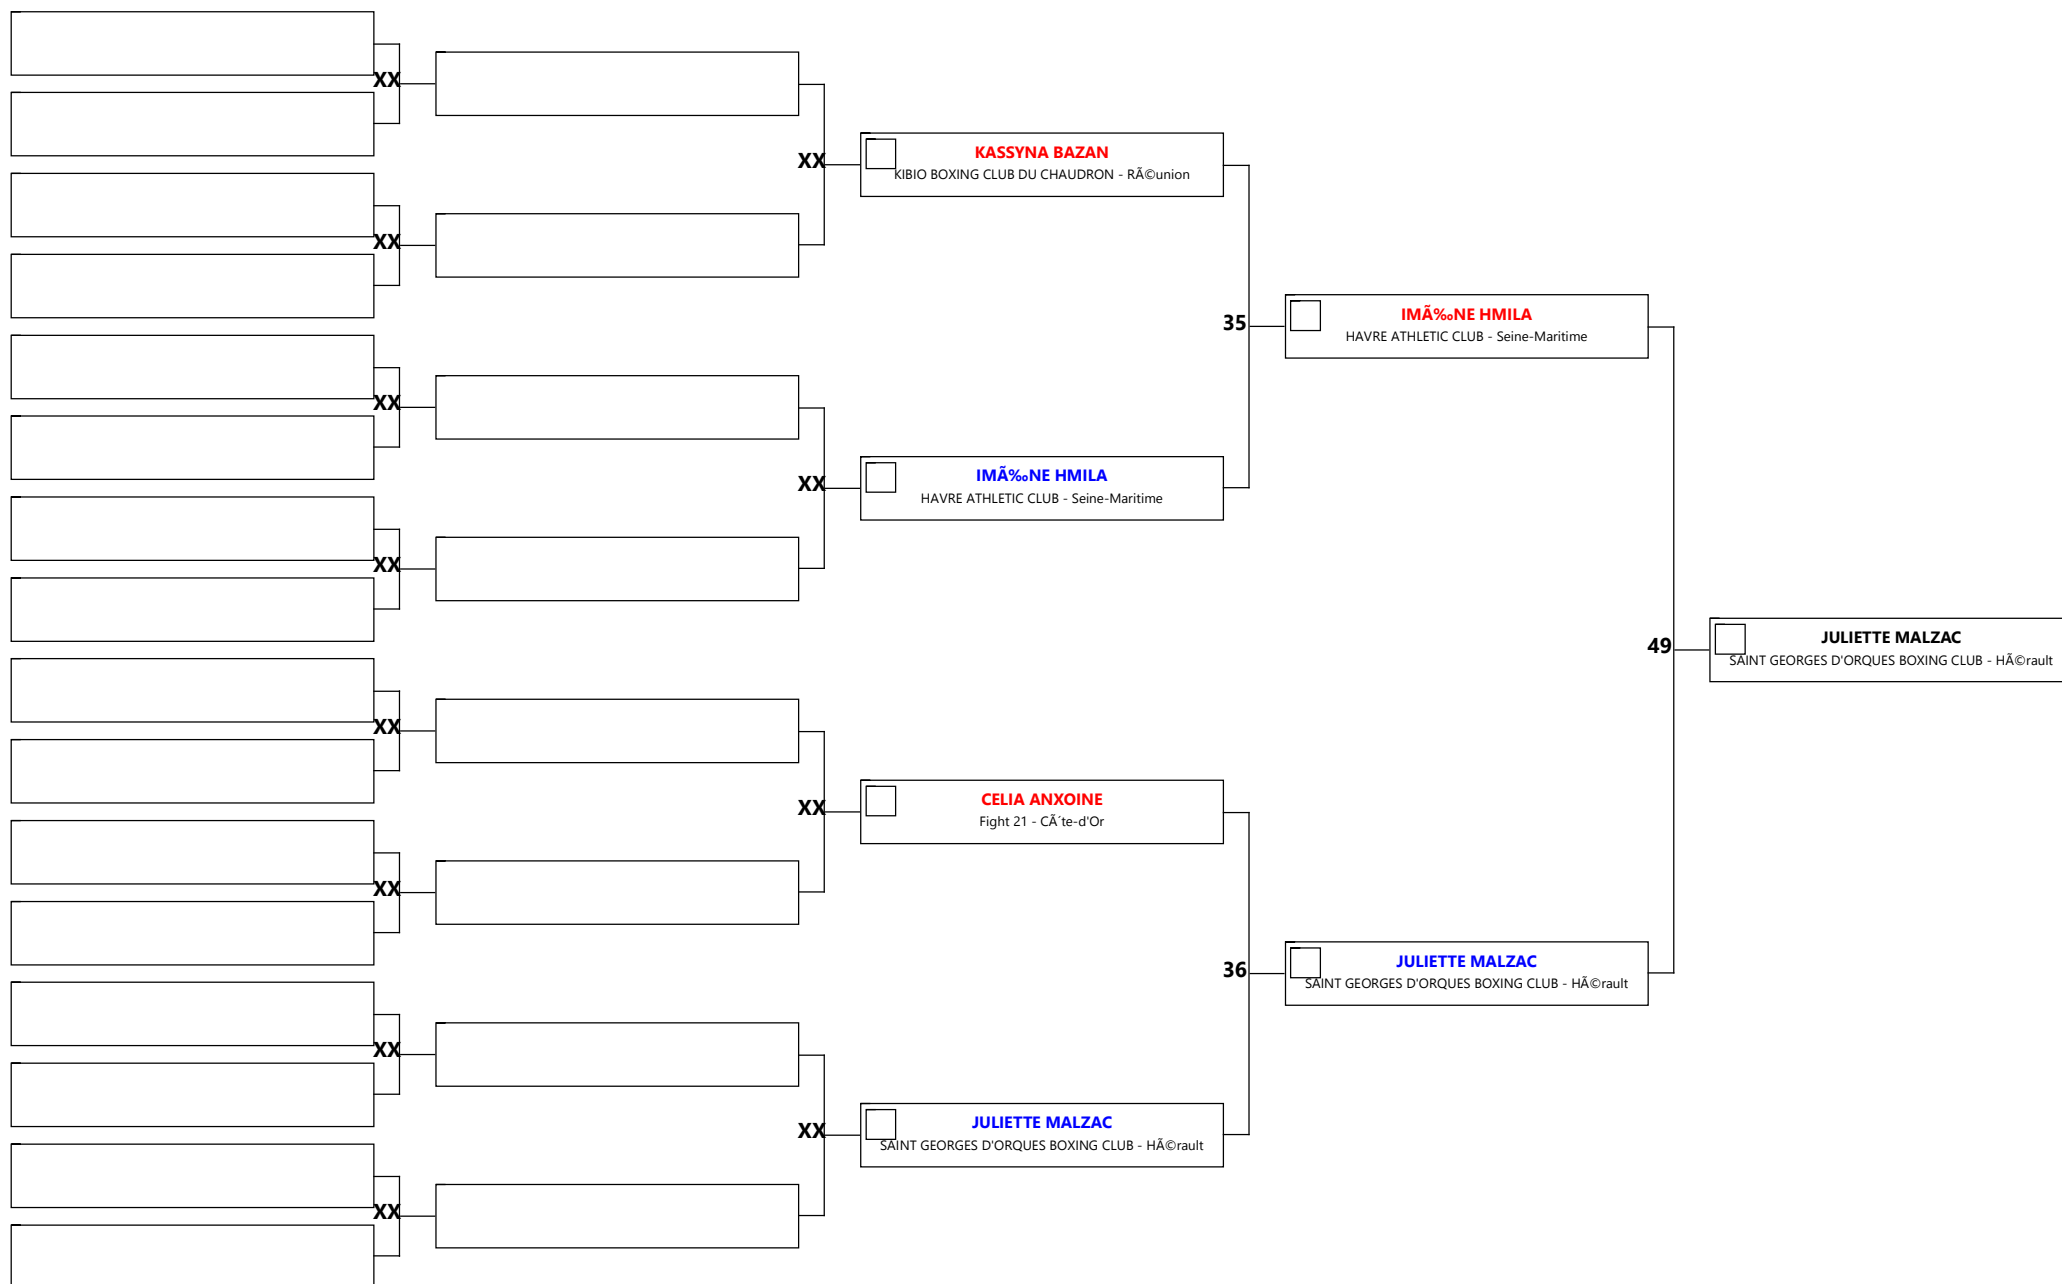 XX
XX
XX
KASSYNA BAZAN
KIBIO BOXING CLUB DU CHAUDRON - RÃ©union
35
IMÃ‰NE HMILA
HAVRE ATHLETIC CLUB - Seine-Maritime
XX
XX
XX
IMÃ‰NE HMILA
HAVRE ATHLETIC CLUB - Seine-Maritime
49
JULIETTE MALZAC
SAINT GEORGES D'ORQUES BOXING CLUB - HÃ©rault
XX
XX
XX
CELIA ANXOINE
Fight 21 - CÃ´te-d'Or
36
JULIETTE MALZAC
SAINT GEORGES D'ORQUES BOXING CLUB - HÃ©rault
XX
XX
XX
JULIETTE MALZAC
SAINT GEORGES D'ORQUES BOXING CLUB - HÃ©rault